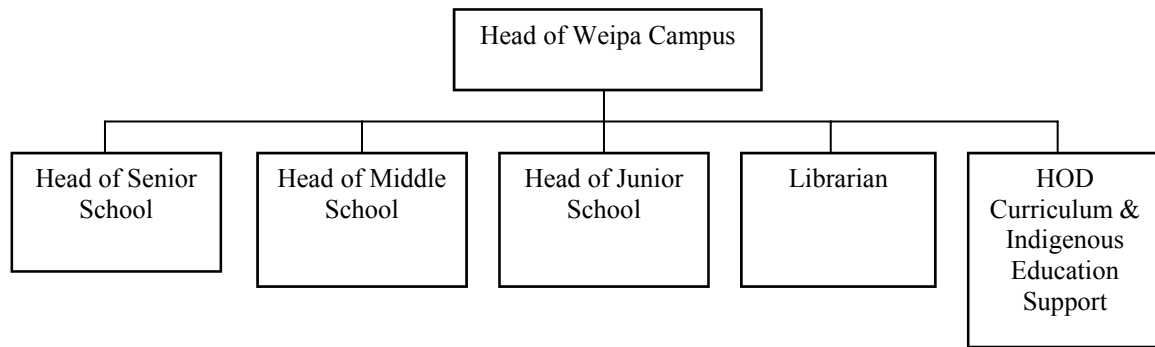 Head of Weipa Campus
Head of Senior
School
Head of Middle
School
Head of Junior
School
Librarian
HOD
Curriculum &
Indigenous
Education
Support